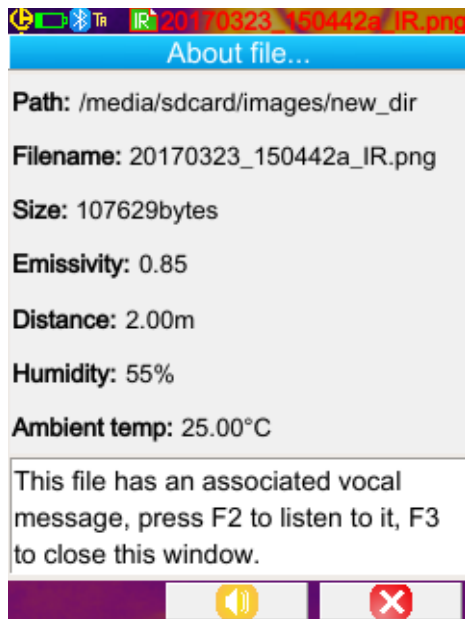 TA IR 20170323_150442a_IR.png
About file...
Path: /media/sdcard/images/new_dir
Filename: 20170323_150442a_IR.png
Size: 107629bytes
Emissivity: 0.85
Distance: 2.00m
Humidity: 55%
Ambient temp: 25.00°C
This file has an associated vocal
message, press F2 to listen to it, F3
to close this window.